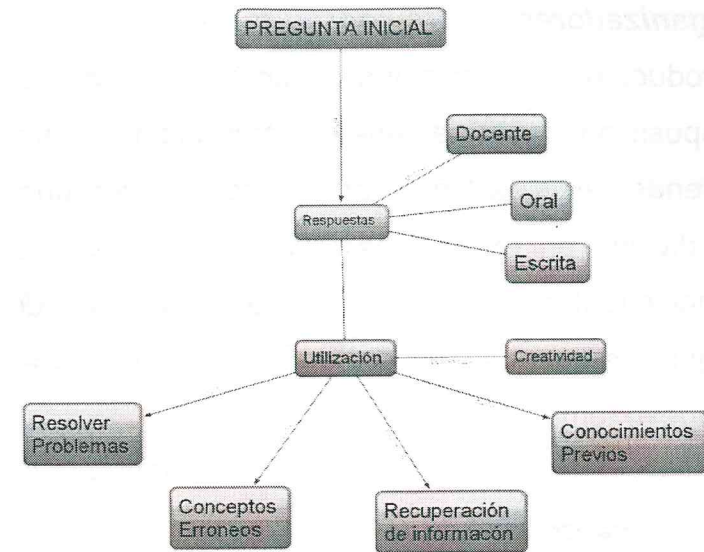 PREGUNTA INICIAL
Docente
Oral
Respuestas
Escrita
Utilización
Creatividad
Resolver
Problemas
Conocimientos
Previos
Conceptos
Erroneos
Recuperación
de informacón